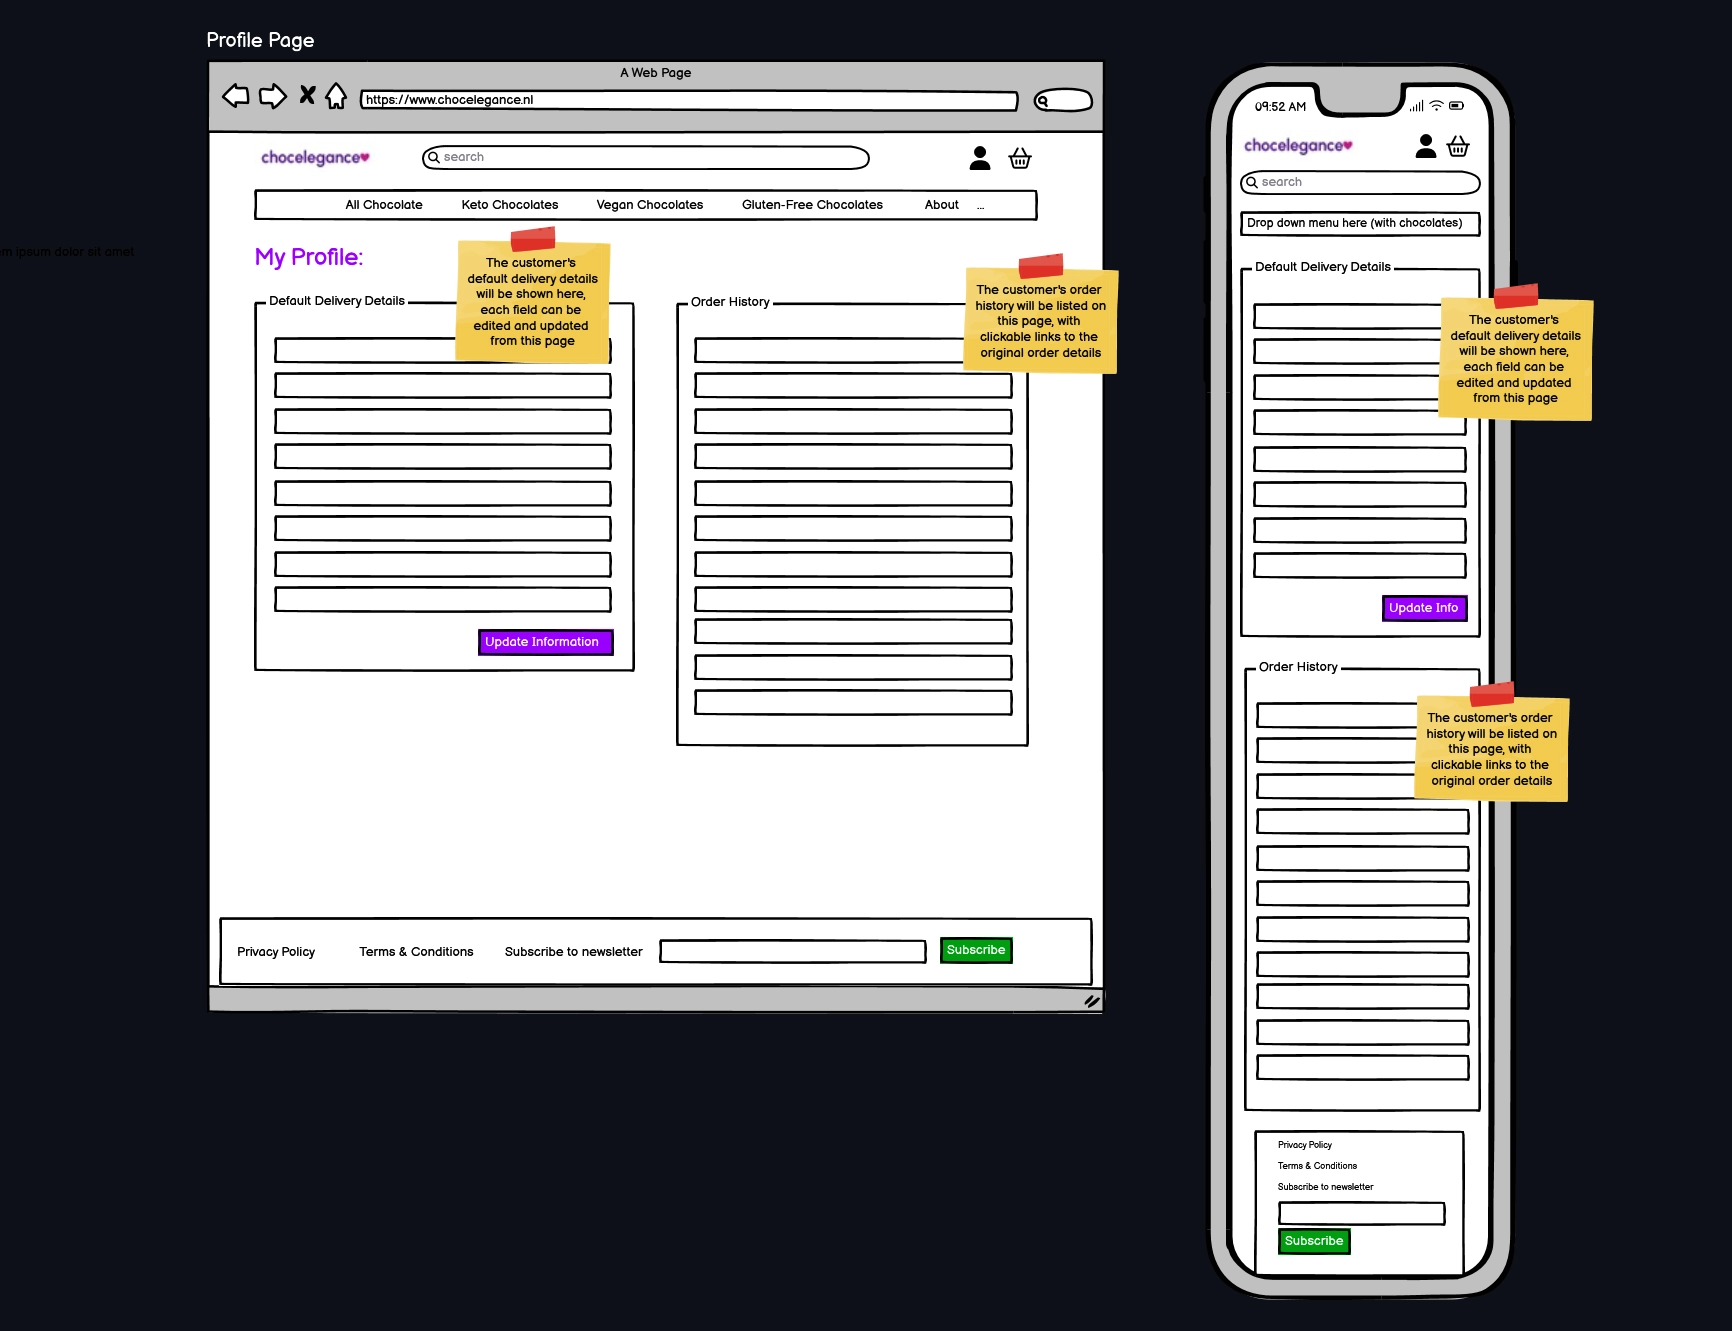 Profile Page
A Web Page
https://www.chocelegance.nl
chocelegance
search
All Chocolate Keto Chocolates Vegan Chocolates Gluten-Free Chocolates About ...
My Profile:
The customer's
default delivery details
will be shown here,
each field can be
edited and updated
from this page
Default Delivery Details
Update Information
The customer's order
history will be listed on
this page, with
clickable links to the
original order details
Order History
Privacy Policy Terms & Conditions Subscribe to newsletter Subscribe
ipsum dolor sit amet
09:52 AM
chocelegance
search
Drop down menu here (with chocolates)
Default Delivery Details
The customer's
default delivery details
will be shown here,
each field can be
edited and updated
from this page
Update Info
Order History
The customer's order
history will be listed on
this page, with
clickable links to the
original order details
Privacy Policy
Terms & Conditions
Subscribe to newsletter
Subscribe